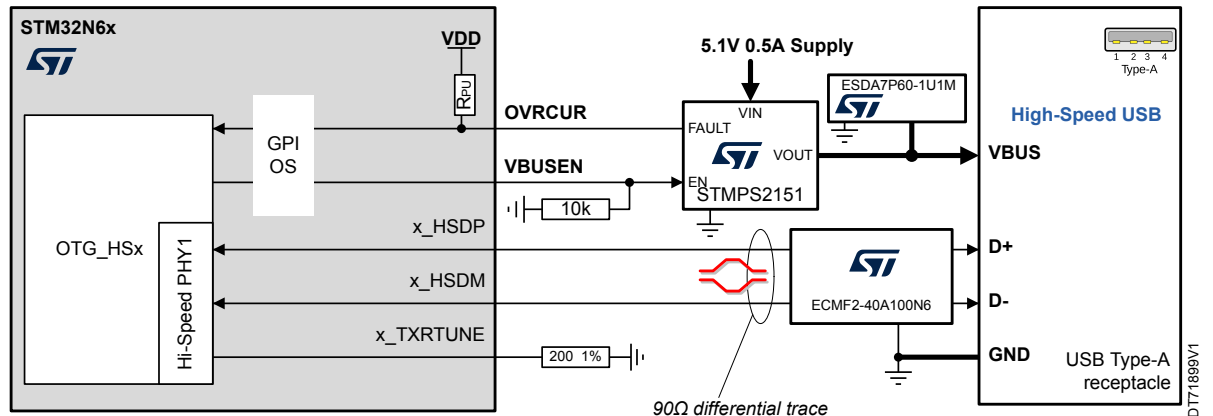 STM32N6x
VDD
RPU
GPI
OS
OTG_HSx
Hi-Speed PHY1
OVRCUR
VBUSEN
10k
x_HSDP
x_HSDM
x_TXRTUNE
200 1%
90Ω differential trace
5.1V 0.5A Supply
VIN
FAULT
VOUT
EN
STMPS2151
ESDA7P60-1U1M
ECMF2-40A100N6
1 2 3 4
Type-A
High-Speed USB
VBUS
D+
D-
GND
USB Type-A
receptacle
DT71899V1